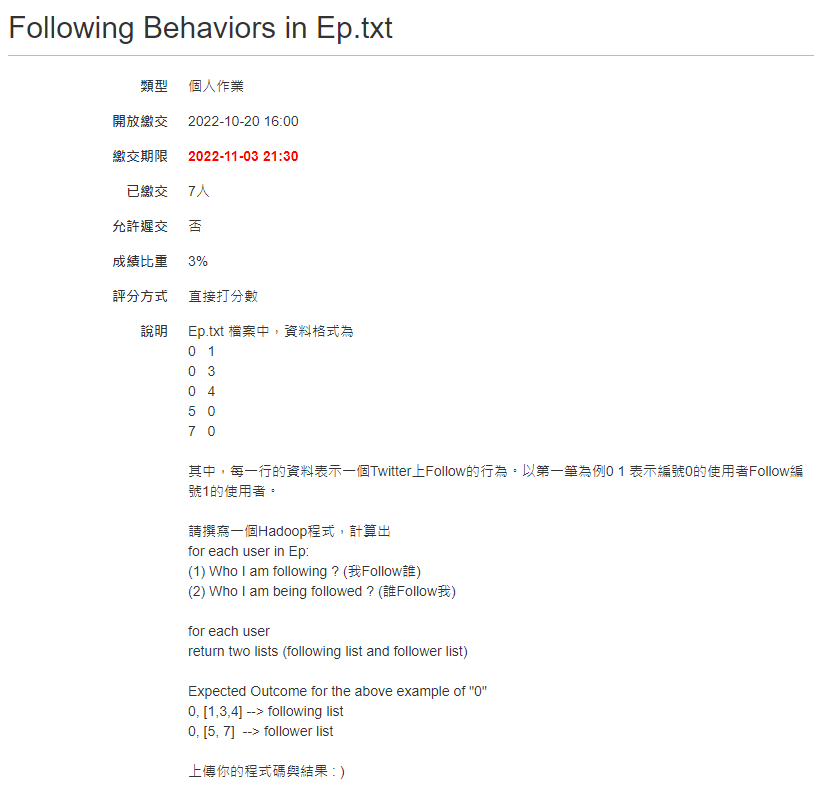 Following Behaviors in Ep.txt
類型 個人作業
開放繳交 2022-10-20 16:00
繳交期限 2022-11-03 21:30
已繳交 7人
允許遲交 否
成績比重 3%
評分方式 直接打分數
說明 Ep.txt 檔案中，資料格式為
0 1
0 3
0 4
5 0
7 0
其中，每一行的資料表示一個Twitter上Follow的行為。以第一筆為例0 1 表示編號0的使用者Follow編
號1的使用者。
請撰寫一個Hadoop程式，計算出
for each user in Ep:
(1) Who I am following ? (我Follow誰)
(2) Who I am being followed ? (誰Follow我)
for each user
return two lists (following list and follower list)
Expected Outcome for the above example of "0"
0, [1,3,4] --> following list
0, [5, 7] --> follower list
上傳你的程式碼與結果 : )